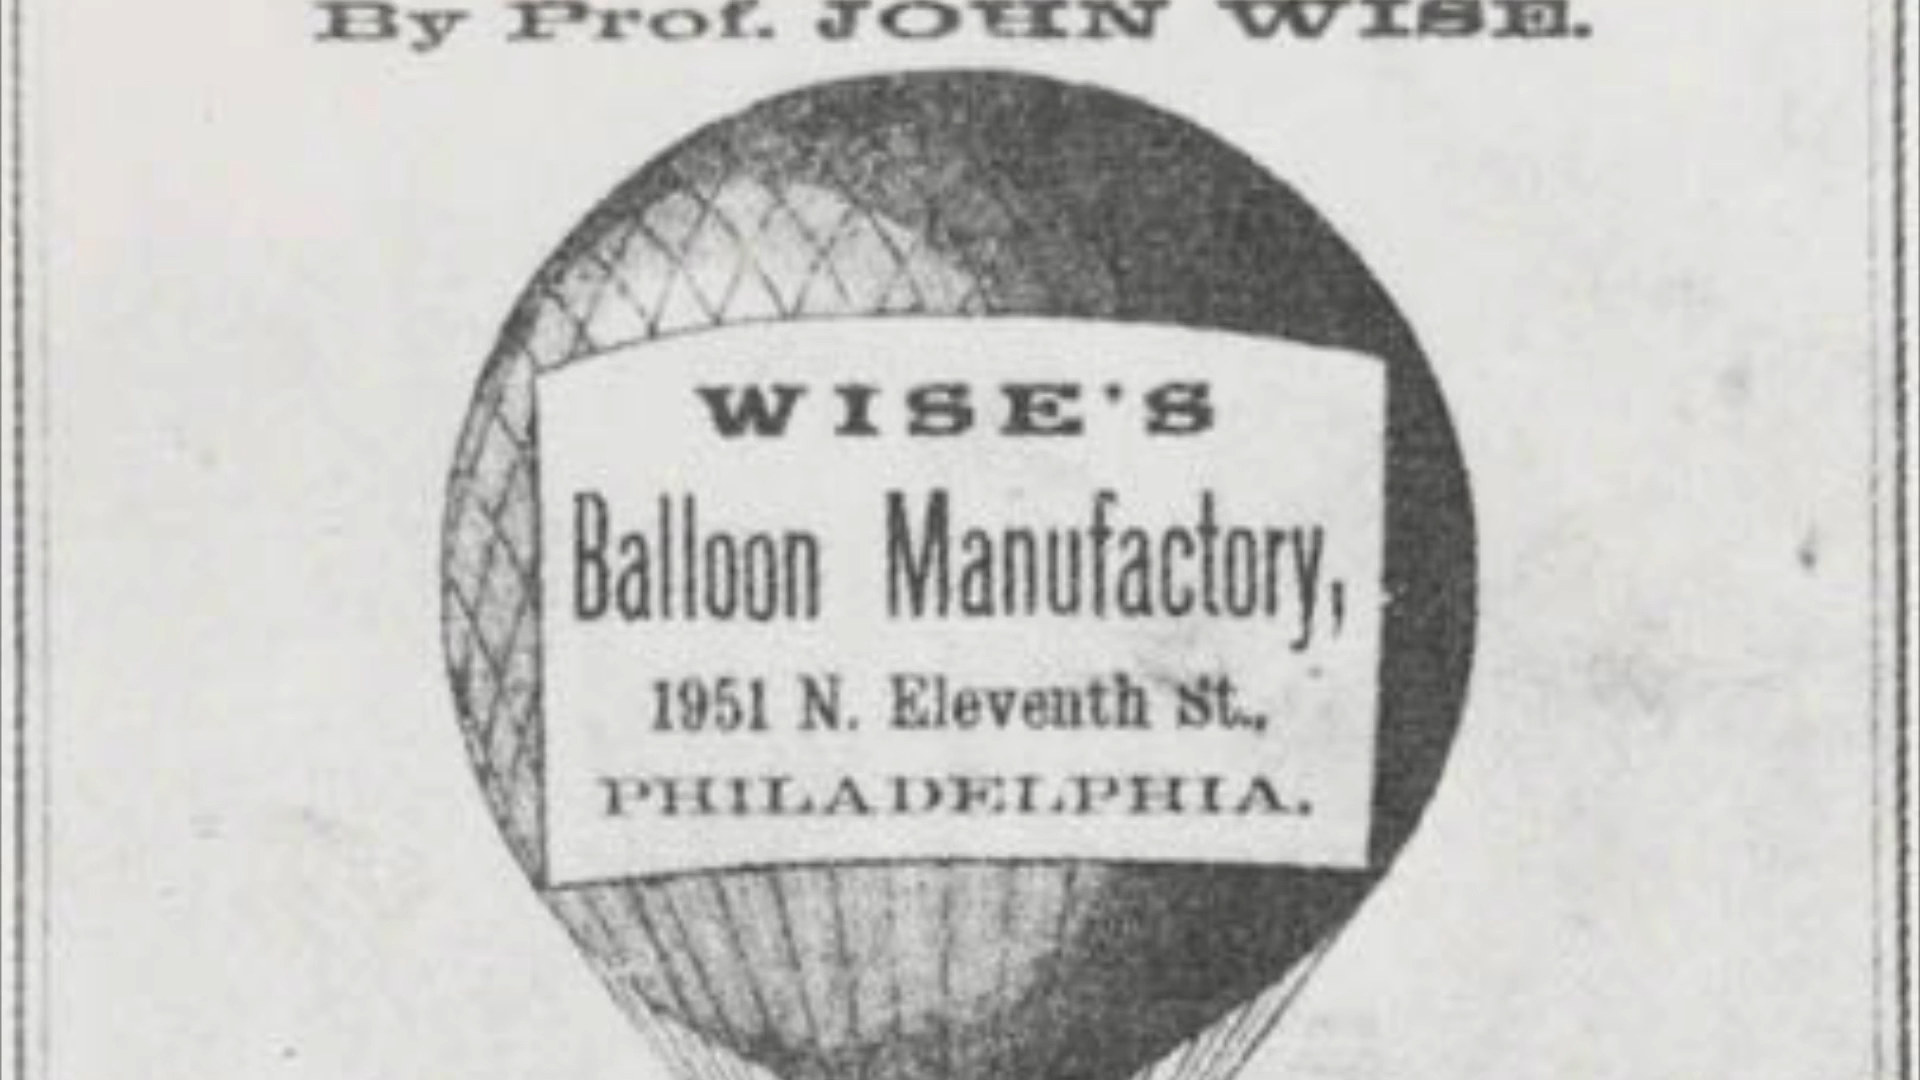 By Prof. JOHN WISE.
WISE'S
Balloon Manufactory,
1951 N. Eleventh St.,
PHILADELPHIA.